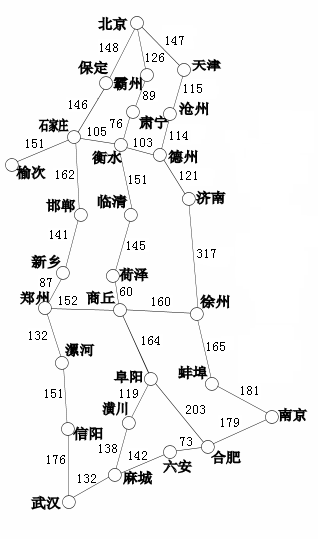 北京
148
147
126
保定
天津
霸州
115
146
89
沧州
肃宁
石家庄
76
114
105
103
151
衡水
德州
榆次
162
151
121
邯郸
临清
济南
141
145
317
新乡
荷泽
87
60
郑州
152
商丘
160
徐州
132
164
165
漯河
蚌埠
阜阳
181
151
119
潢川
203
南京
信阳
179
138
73
176
142
合肥
132
六安
麻城
武汉